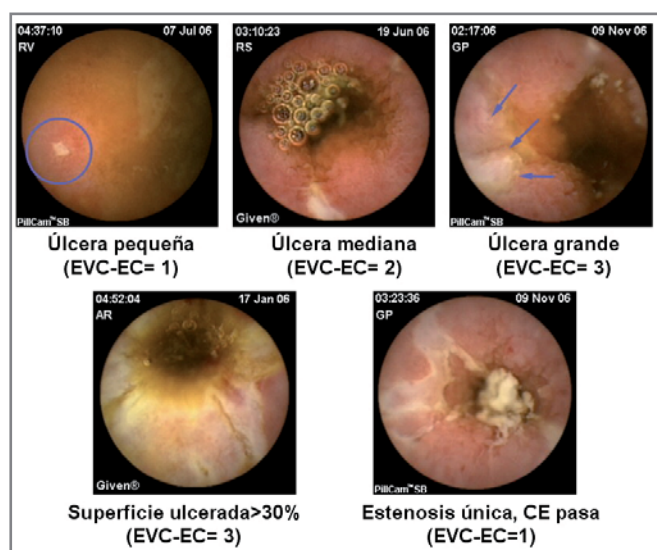 04:37:10 07 Jul 06
RV
PillCam™SB
Úlcera pequeña
(EVC-EC= 1)
03:10:23 19 Jun 06
RS
Given®
Úlcera mediana
(EVC-EC= 2)
02:17:06 09 Nov 06
GP
PillCam™SB
Úlcera grande
(EVC-EC= 3)
04:52:04 17 Jan 06
AR
Given®
Superficie ulcerada>30%
(EVC-EC= 3)
03:23:36 09 Nov 06
GP
PillCam™SB
Estenosis única, CE pasa
(EVC-EC=1)